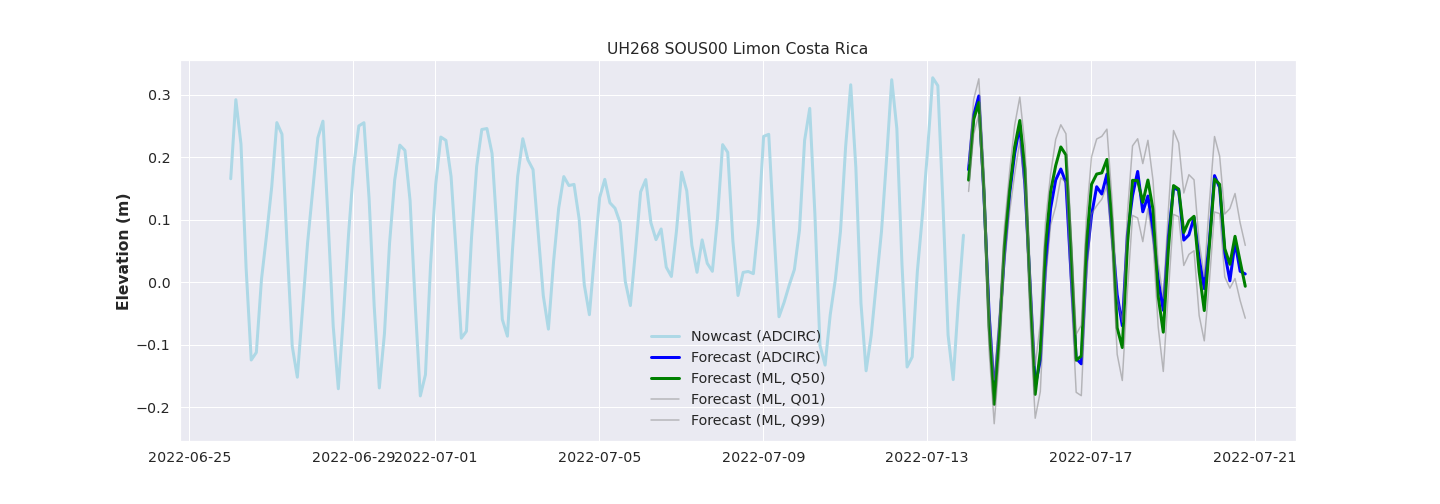 UH268 SOUS00 Limon Costa Rica
Elevation (m)
0.3
0.2
0.1
0.0
−0.1
−0.2
Nowcast (ADCIRC)
Forecast (ADCIRC)
Forecast (ML, Q50)
Forecast (ML, Q01)
Forecast (ML, Q99)
2022-06-25 2022-06-29 2022-07-01 2022-07-05 2022-07-09 2022-07-13 2022-07-17 2022-07-21